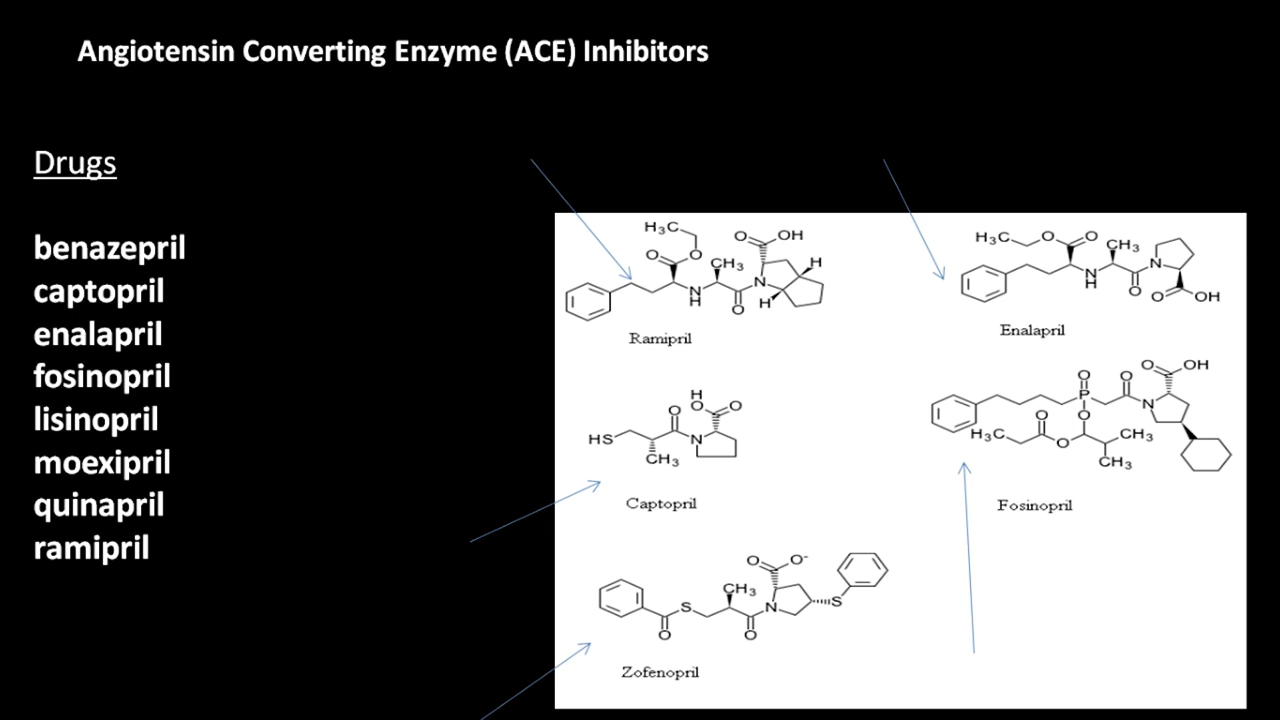 Angiotensin Converting Enzyme (ACE) Inhibitors
Drugs
benazepril
captopril
enalapril
fosinopril
lisinopril
moexipril
quinapril
ramipril
H₃C
O
O
O
OH
CH₃
N
H
O
N
H
H
Ramipril
H₃C
O
O
CH₃
N
H
O
N
O
OH
Enalapril
HS
CH₃
O
N
H
O
O
Captopril
O
P
O
O
N
O
OH
H₃C
O
O
CH₃
CH₃
Fosinopril
O
S
CH₃
O
N
O
O⁻
S
Zofenopril